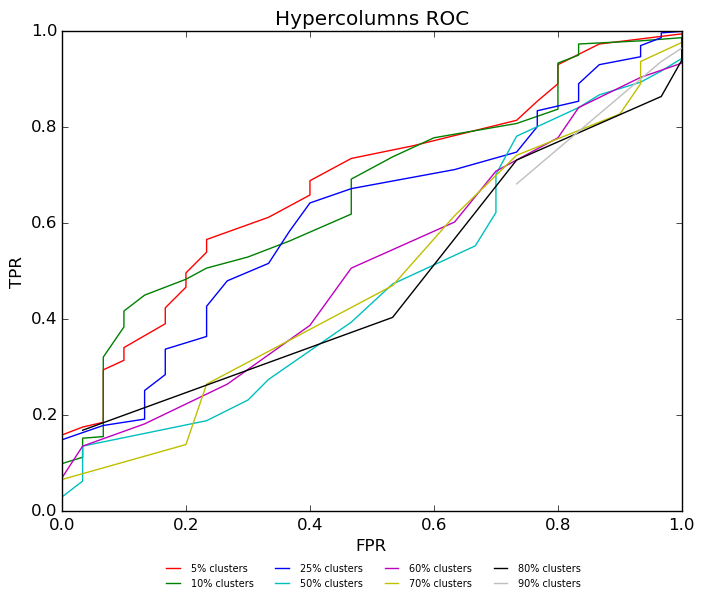 Hypercolumns ROC
TPR
1.0
0.8
0.6
0.4
0.2
0.0
0.0 0.2 0.4 0.6 0.8 1.0
FPR
5% clusters 25% clusters 60% clusters 80% clusters
10% clusters 50% clusters 70% clusters 90% clusters